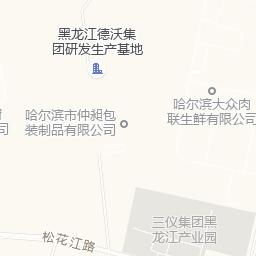 黑龙江德沃集
团研发生产基地
哈尔滨大众肉
联生鲜有限公司
哈尔滨市仲昶包
装制品有限公司
司
三仪集团黑
龙江产业园
松花江路